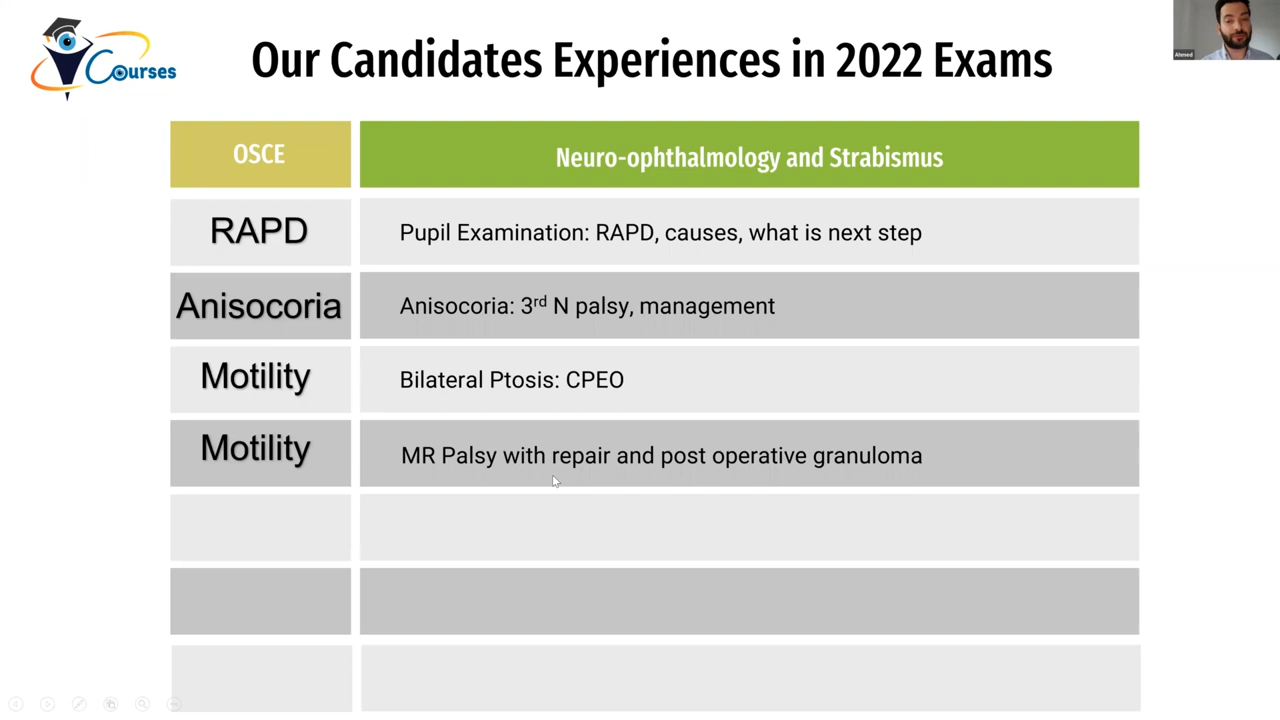 Courses
Our Candidates Experiences in 2022 Exams
Ahmed
OSCE
Neuro-ophthalmology and Strabismus
RAPD
Pupil Examination: RAPD, causes, what is next step
Anisocoria
Anisocoria: 3rd N palsy, management
Motility
Bilateral Ptosis: CPEO
Motility
MR Palsy with repair and post operative granuloma